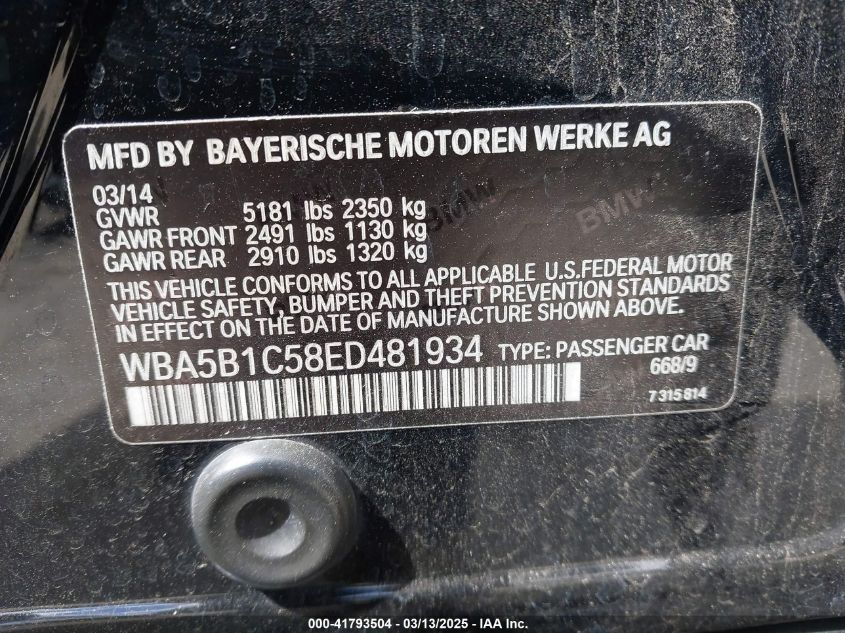 MFD BY BAYERISCHE MOTOREN WERKE AG
03/14
GVWR 5181 lbs 2350 kg
GAWR FRONT 2491 lbs 1130 kg
GAWR REAR 2910 lbs 1320 kg
THIS VEHICLE CONFORMS TO ALL APPLICABLE U.S.FEDERAL MOTOR
VEHICLE SAFETY, BUMPER AND THEFT PREVENTION STANDARDS
IN EFFECT ON THE DATE OF MANUFACTURE SHOWN ABOVE.
WBA5B1C58ED481934 TYPE: PASSENGER CAR
668/9
7 315 814
BMW
BMW
000-41793504 - 03/13/2025 - IAA Inc.